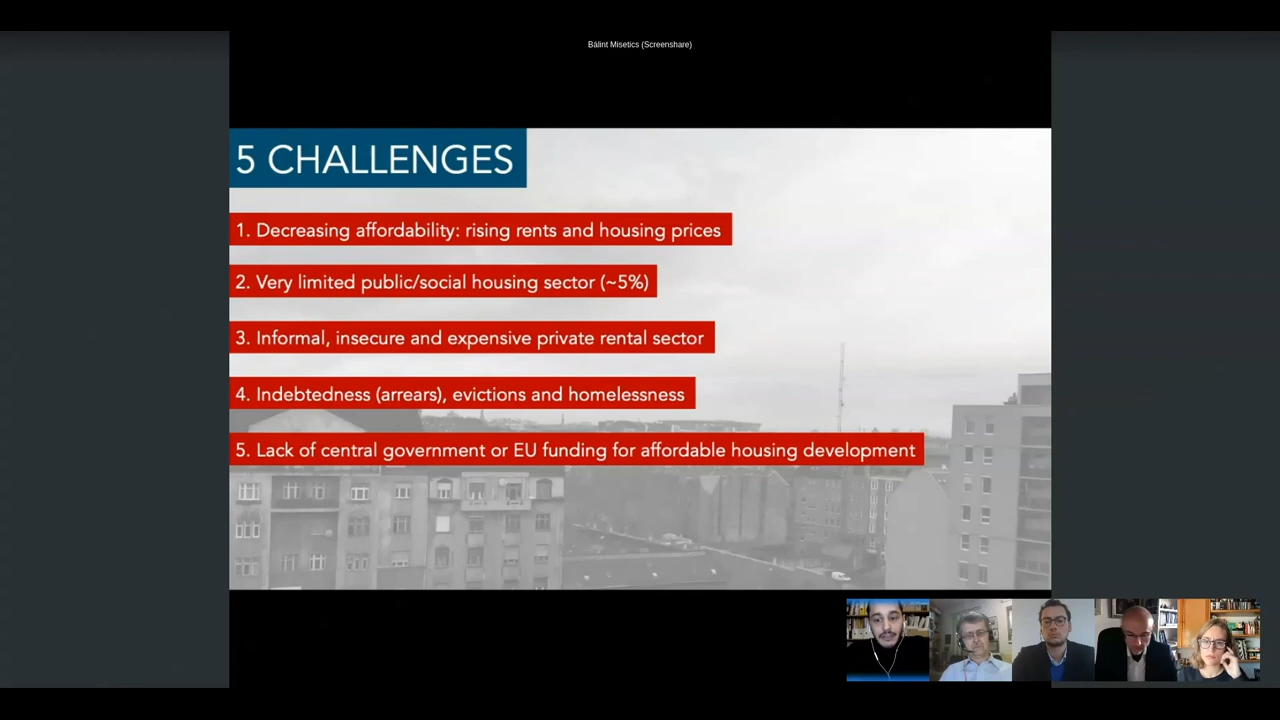 Bálint Misetics (Screenshare)
5 CHALLENGES
1. Decreasing affordability: rising rents and housing prices
2. Very limited public/social housing sector (~5%)
3. Informal, insecure and expensive private rental sector
4. Indebtedness (arrears), evictions and homelessness
5. Lack of central government or EU funding for affordable housing development